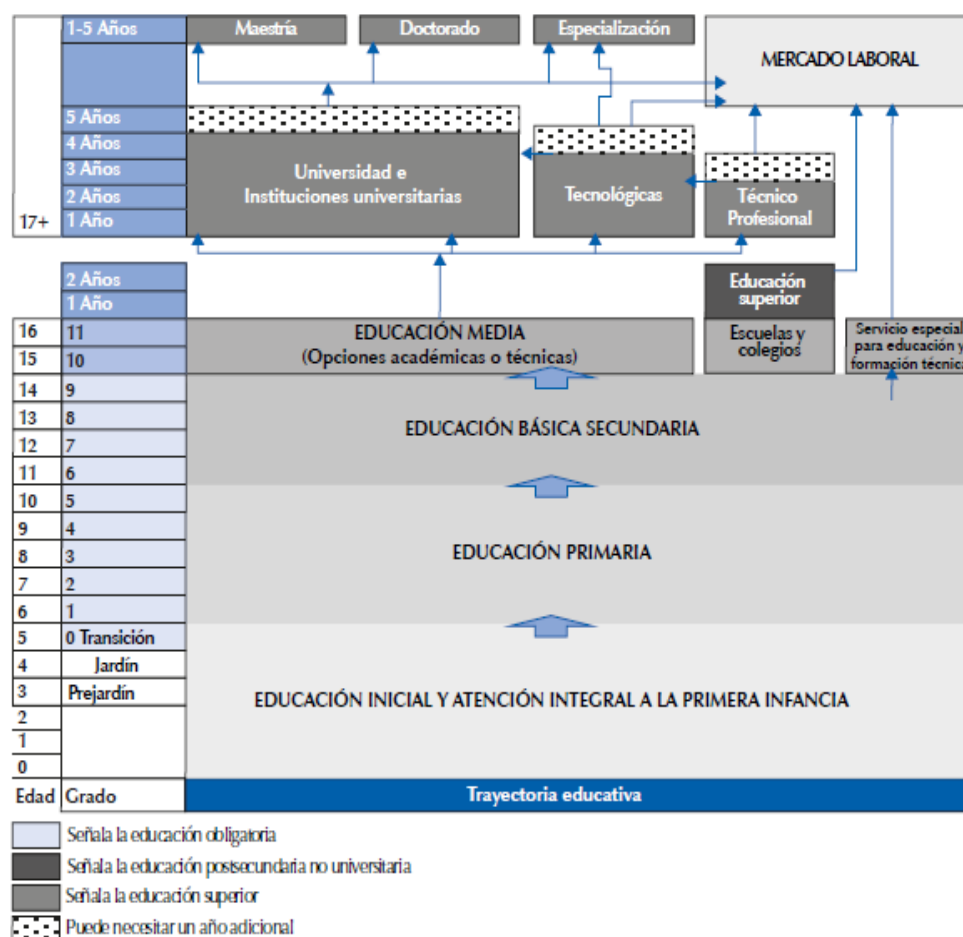 1-5 Años
Maestría
Doctorado
Especialización
MERCADO LABORAL
5 Años
4 Años
3 Años
2 Años
1 Año
17+
Universidad e
Instituciones universitarias
Tecnológicas
Técnico
Profesional
2 Años
1 Año
Educación
superior
16
11
15
10
EDUCACIÓN MEDIA
(Opciones académicas o técnicas)
Escuelas y
colegios
Servicio especial
para educación y
formación técnica
14
9
13
8
12
7
11
6
EDUCACIÓN BÁSICA SECUNDARIA
10
5
9
4
8
3
7
2
6
1
EDUCACIÓN PRIMARIA
5
0 Transición
4
Jardín
3
Prejardín
2
1
0
EDUCACIÓN INICIAL Y ATENCIÓN INTEGRAL A LA PRIMERA INFANCIA
Edad
Grado
Trayectoria educativa
Señala la educación obligatoria
Señala la educación postsecundaria no universitaria
Señala la educación superior
Puede necesitar un año adicional